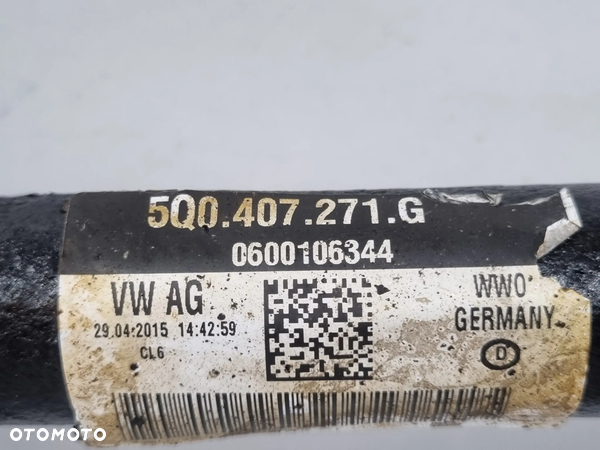 5Q0.407.271.G
0600106344
VW AG
29.04.2015 14:42:59
CL6
WWO
GERMANY
D
OTOMOTO